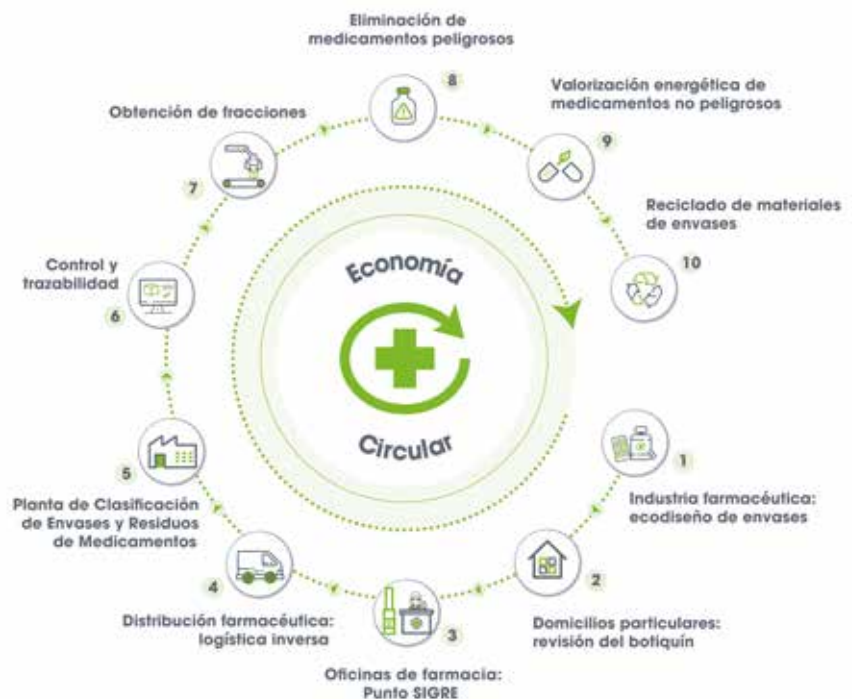 Eliminación de
medicamentos peligrosos
8
Valorización energética de
medicamentos no peligrosos
9
Obtención de fracciones
7
Reciclado de materiales
de envases
10
Control y
trazabilidad
6
Economía
Circular
5
Planta de Clasificación
de Envases y Residuos
de Medicamentos
1
Industria farmacéutica:
ecodiseño de envases
4
Distribución farmacéutica:
logística inversa
2
Domicilios particulares:
revisión del botiquín
3
Oficinas de farmacia:
Punto SIGRE